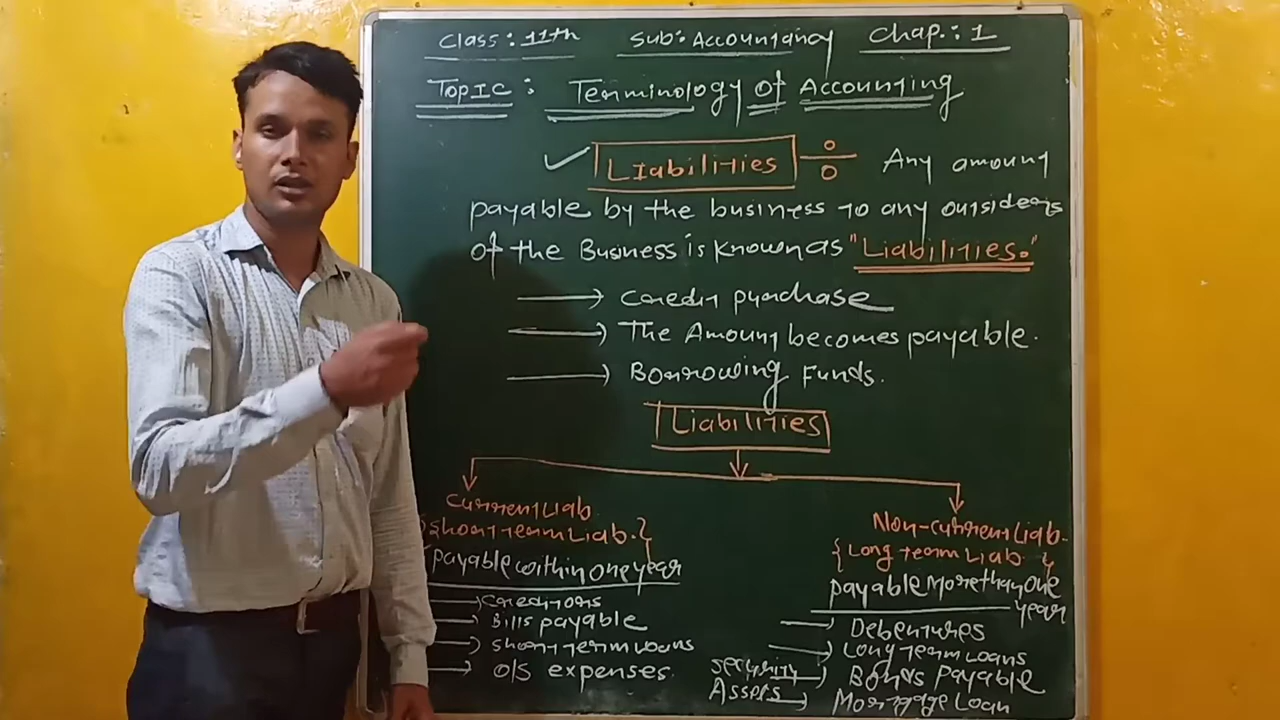 Class: 11th Sub: Accountancy Chap.: 1
Topic: Terminology of Accounting
Liabilities ÷ Any amount
payable by the business to any outsiders
of the Business is known as "Liabilities."
→ Credit purchase
→ The Amount becomes payable.
→ Borrowing Funds.
Liabilities
Current Liab.
{Short term Liab.}
Payable within one year
→ Creditors
→ Bills payable
→ Short term Loans
→ O/S expenses.
Non-current Liab.
{Long term Liab.}
Payable More than One
year
→ Debentures
→ Long term Loans
→ Bonds Payable
Security Assets → Mortgage Loan